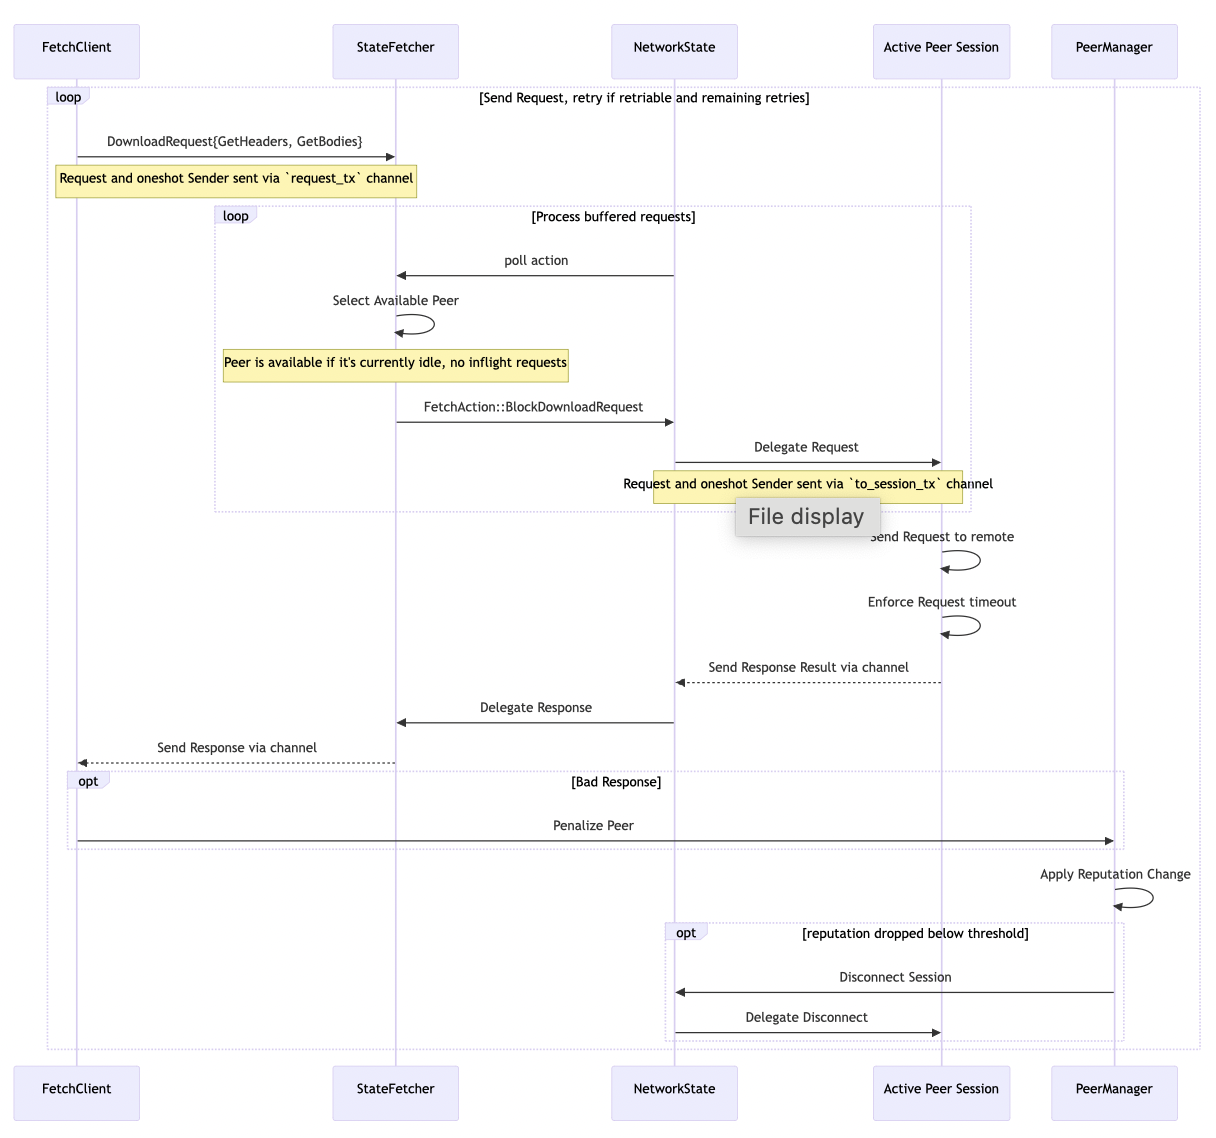 FetchClient
StateFetcher
NetworkState
Active Peer Session
PeerManager
loop
[Send Request, retry if retriable and remaining retries]
DownloadRequest{GetHeaders, GetBodies}
Request and oneshot Sender sent via `request_tx` channel
loop
[Process buffered requests]
poll action
Select Available Peer
Peer is available if it's currently idle, no inflight requests
FetchAction::BlockDownloadRequest
Delegate Request
Request and oneshot Sender sent via `to_session_tx` channel
File display
Send Request to remote
Enforce Request timeout
Send Response Result via channel
Delegate Response
Send Response via channel
opt
[Bad Response]
Penalize Peer
Apply Reputation Change
opt
[reputation dropped below threshold]
Disconnect Session
Delegate Disconnect
FetchClient
StateFetcher
NetworkState
Active Peer Session
PeerManager